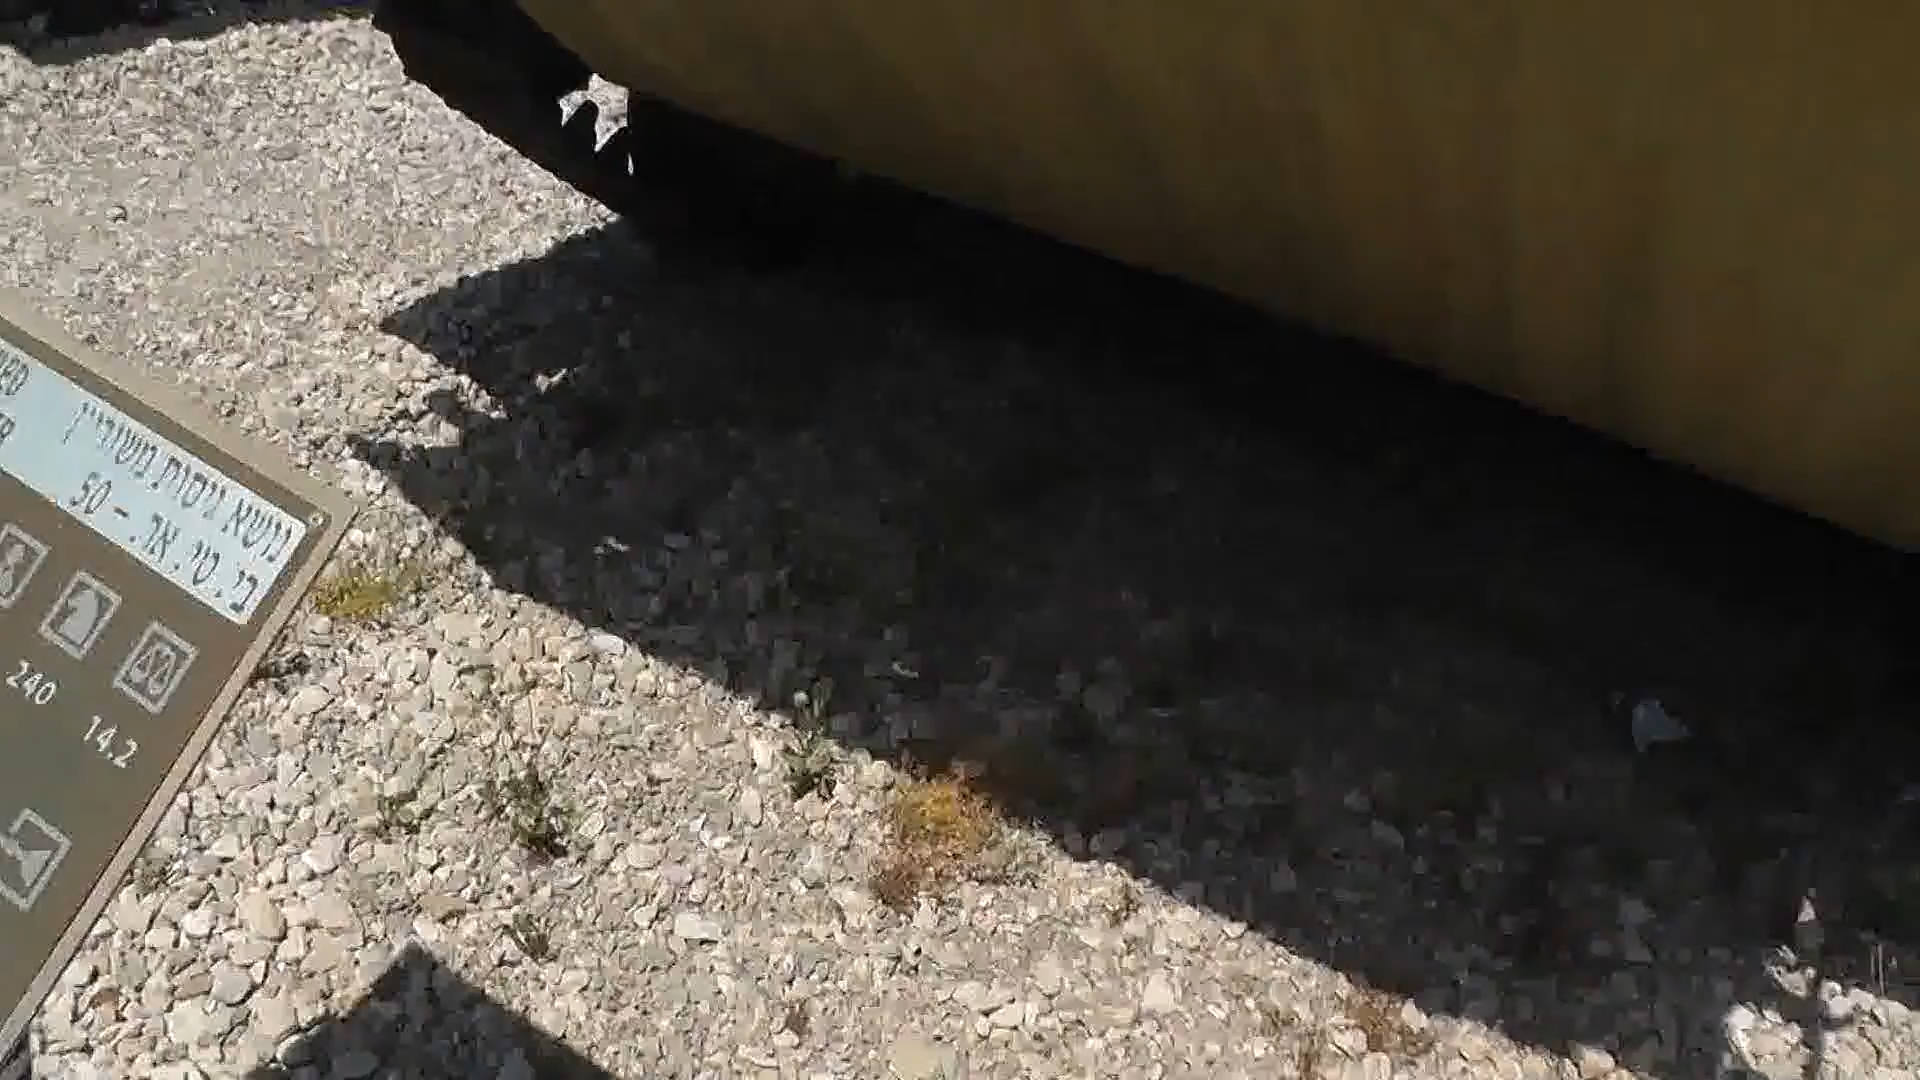 נושא גייסות משוריין
בי. טי. אר. – 50
240
14.2